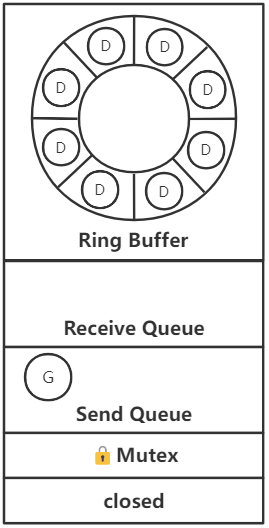 D D
D D
D D
D D
Ring Buffer
Receive Queue
G
Send Queue
Mutex
closed